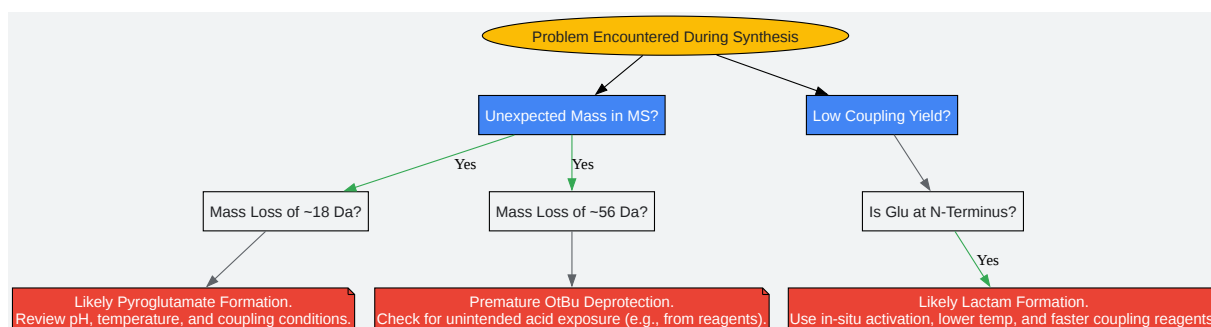 Problem Encountered During Synthesis
Unexpected Mass in MS?
Low Coupling Yield?
Yes
Yes
Mass Loss of ~18 Da?
Mass Loss of ~56 Da?
Is Glu at N-Terminus?
Yes
Likely Pyroglutamate Formation.
Review pH, temperature, and coupling conditions.
Premature OtBu Deprotection.
Check for unintended acid exposure (e.g., from reagents).
Likely Lactam Formation.
Use in-situ activation, lower temp, and faster coupling reagents